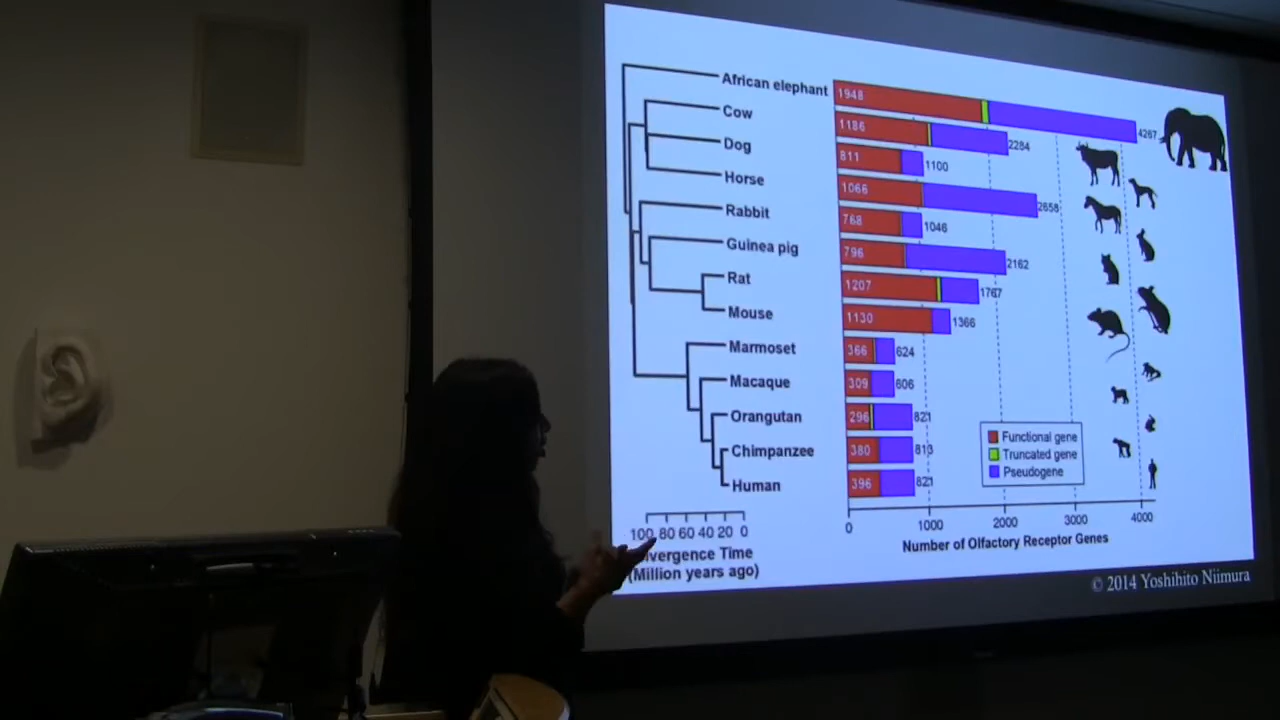 African elephant 1948 4267
Cow 1186 2284
Dog 811 1100
Horse 1066 2658
Rabbit 768 1046
Guinea pig 796 2162
Rat 1207 1767
Mouse 1130 1366
Marmoset 366 624
Macaque 309 606
Orangutan 296 821
Chimpanzee 380 813
Human 396 821
Functional gene
Truncated gene
Pseudogene
100 80 60 40 20 0
0 1000 2000 3000 4000
Number of Olfactory Receptor Genes
vergence Time
(Million years ago)
© 2014 Yoshihito Niimura